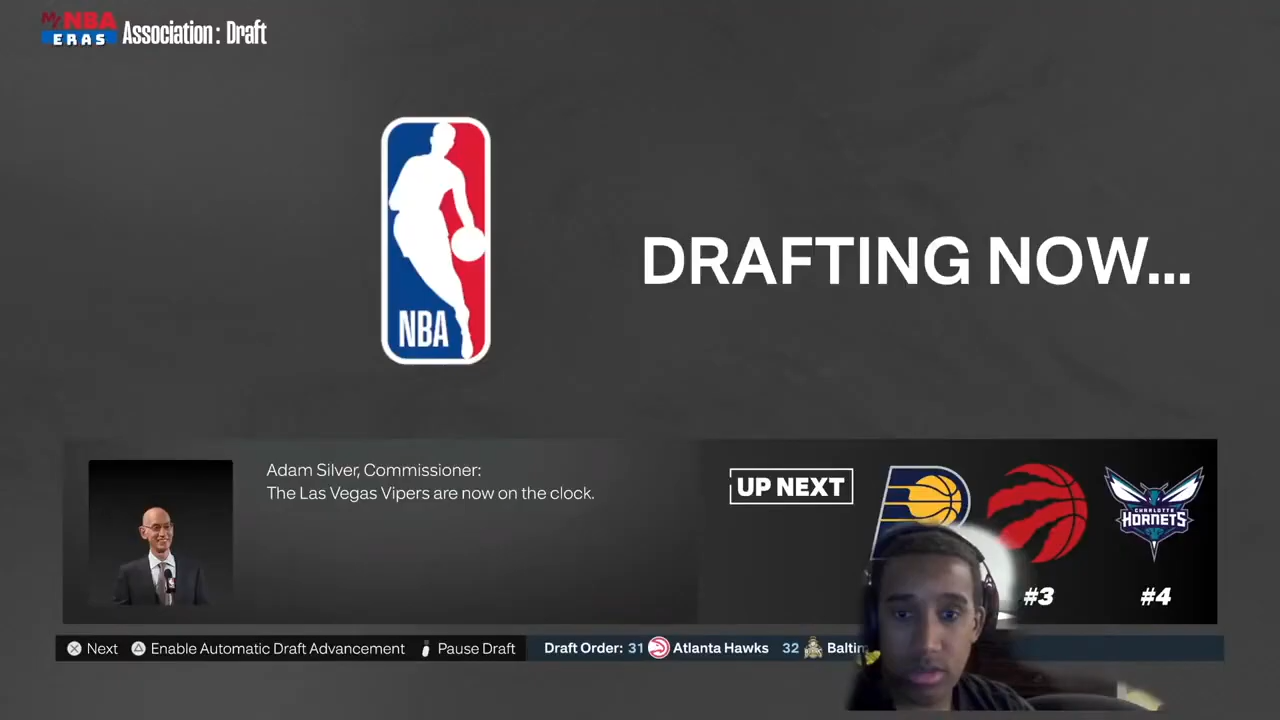 MyNBA
ERAS
Association : Draft
NBA
DRAFTING NOW...
Adam Silver, Commissioner:
The Las Vegas Vipers are now on the clock.
UP NEXT
CHARLOTTE
HORNETS
#3
#4
Next
Enable Automatic Draft Advancement
Pause Draft
Draft Order: 31
Atlanta Hawks
32